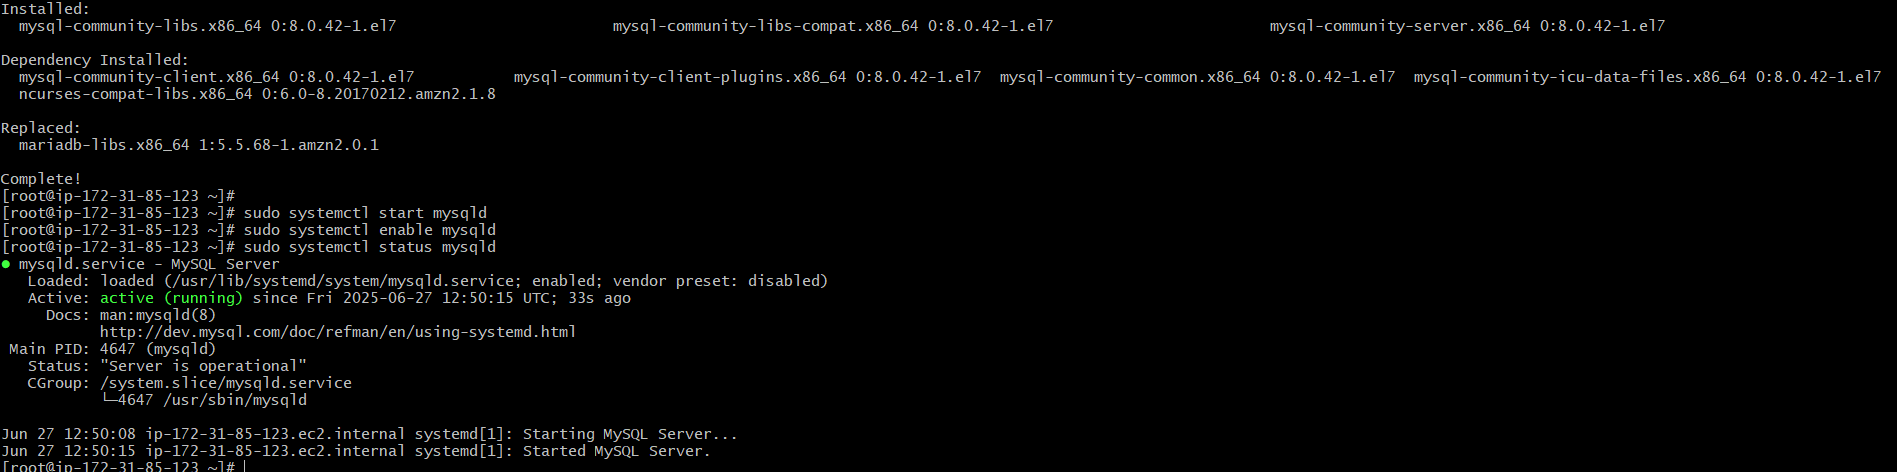 Installed:
  mysql-community-libs.x86_64 0:8.0.42-1.el7                        mysql-community-libs-compat.x86_64 0:8.0.42-1.el7                        mysql-community-server.x86_64 0:8.0.42-1.el7

Dependency Installed:
  mysql-community-client.x86_64 0:8.0.42-1.el7           mysql-community-client-plugins.x86_64 0:8.0.42-1.el7  mysql-community-common.x86_64 0:8.0.42-1.el7  mysql-community-icu-data-files.x86_64 0:8.0.42-1.el7
  ncurses-compat-libs.x86_64 0:6.0-8.20170212.amzn2.1.8

Replaced:
  mariadb-libs.x86_64 1:5.5.68-1.amzn2.0.1

Complete!
[root@ip-172-31-85-123 ~]#
[root@ip-172-31-85-123 ~]# sudo systemctl start mysqld
[root@ip-172-31-85-123 ~]# sudo systemctl enable mysqld
[root@ip-172-31-85-123 ~]# sudo systemctl status mysqld
● mysqld.service - MySQL Server
   Loaded: loaded (/usr/lib/systemd/system/mysqld.service; enabled; vendor preset: disabled)
   Active: active (running) since Fri 2025-06-27 12:50:15 UTC; 33s ago
     Docs: man:mysqld(8)
           http://dev.mysql.com/doc/refman/en/using-systemd.html
 Main PID: 4647 (mysqld)
   Status: "Server is operational"
   CGroup: /system.slice/mysqld.service
           └─4647 /usr/sbin/mysqld

Jun 27 12:50:08 ip-172-31-85-123.ec2.internal systemd[1]: Starting MySQL Server...
Jun 27 12:50:15 ip-172-31-85-123.ec2.internal systemd[1]: Started MySQL Server.
[root@ip-172-31-85-123 ~]#